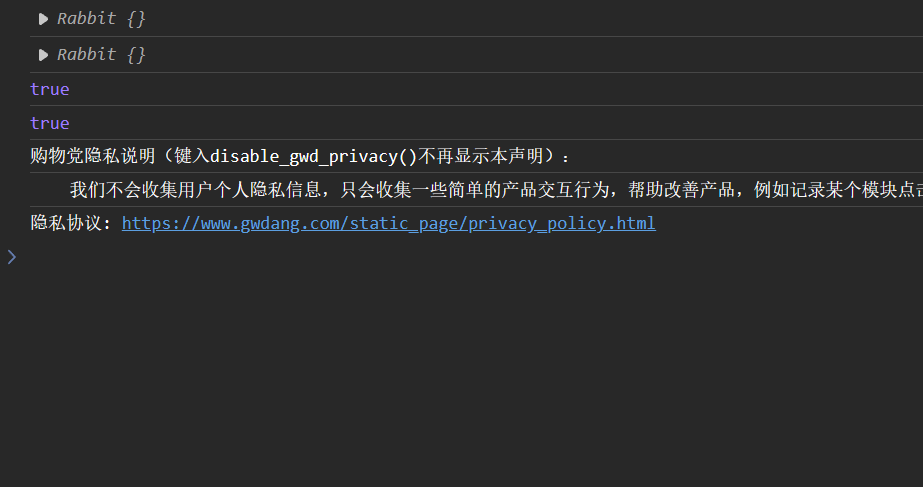 Rabbit {}
Rabbit {}
true
true
购物党隐私说明（键入disable_gwd_privacy()不再显示本声明）：
我们不会收集用户个人隐私信息，只会收集一些简单的产品交互行为，帮助改善产品，例如记录某个模块点击
隐私协议: https://www.gwdang.com/static_page/privacy_policy.html